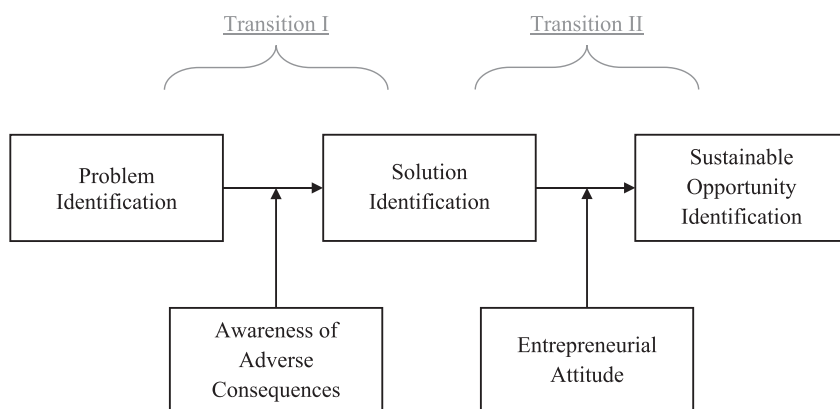 Transition I
Transition II
Problem
Identification
Solution
Identification
Sustainable
Opportunity
Identification
Awareness of
Adverse
Consequences
Entrepreneurial
Attitude